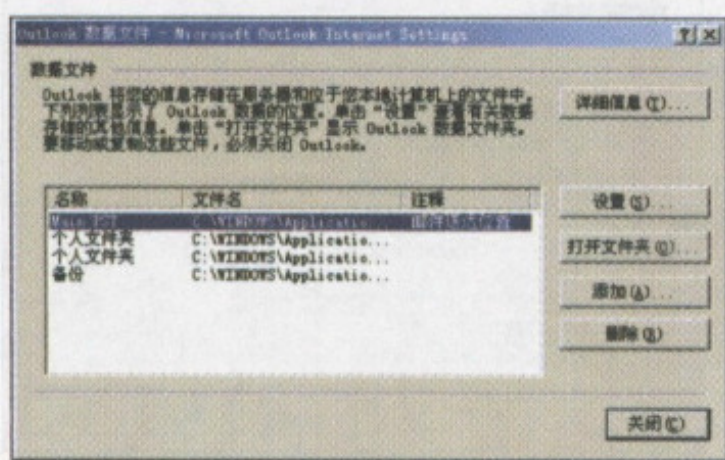 Outlook 数据文件 - Microsoft Outlook Internet Settings
数据文件
Outlook 将您的信息存储在服务器和位于您本地计算机上的文件中。
下列列表显示了 Outlook 数据的位置。单击“设置”查看有关数据
存储的其他信息。单击“打开文件夹”显示 Outlook 数据文件夹。
要移动或复制这些文件，必须关闭 Outlook。
详细信息(T)...
名称 文件名 注释
C:\WINDOWS\Applicatio... 邮件送达位置
个人文件夹 C:\WINDOWS\Applicatio...
个人文件夹 C:\WINDOWS\Applicatio...
备份 C:\WINDOWS\Applicatio...
设置(S)...
打开文件夹(O)...
添加(A)...
删除(R)
关闭(C)